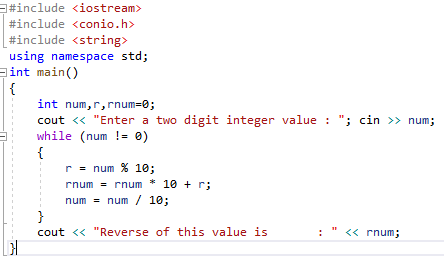 #include <iostream>
#include <conio.h>
#include <string>
using namespace std;
int main()
{
    int num,r,rnum=0;
    cout << "Enter a two digit integer value : "; cin >> num;
    while (num != 0)
    {
        r = num % 10;
        rnum = rnum * 10 + r;
        num = num / 10;
    }
    cout << "Reverse of this value is       : " << rnum;
}